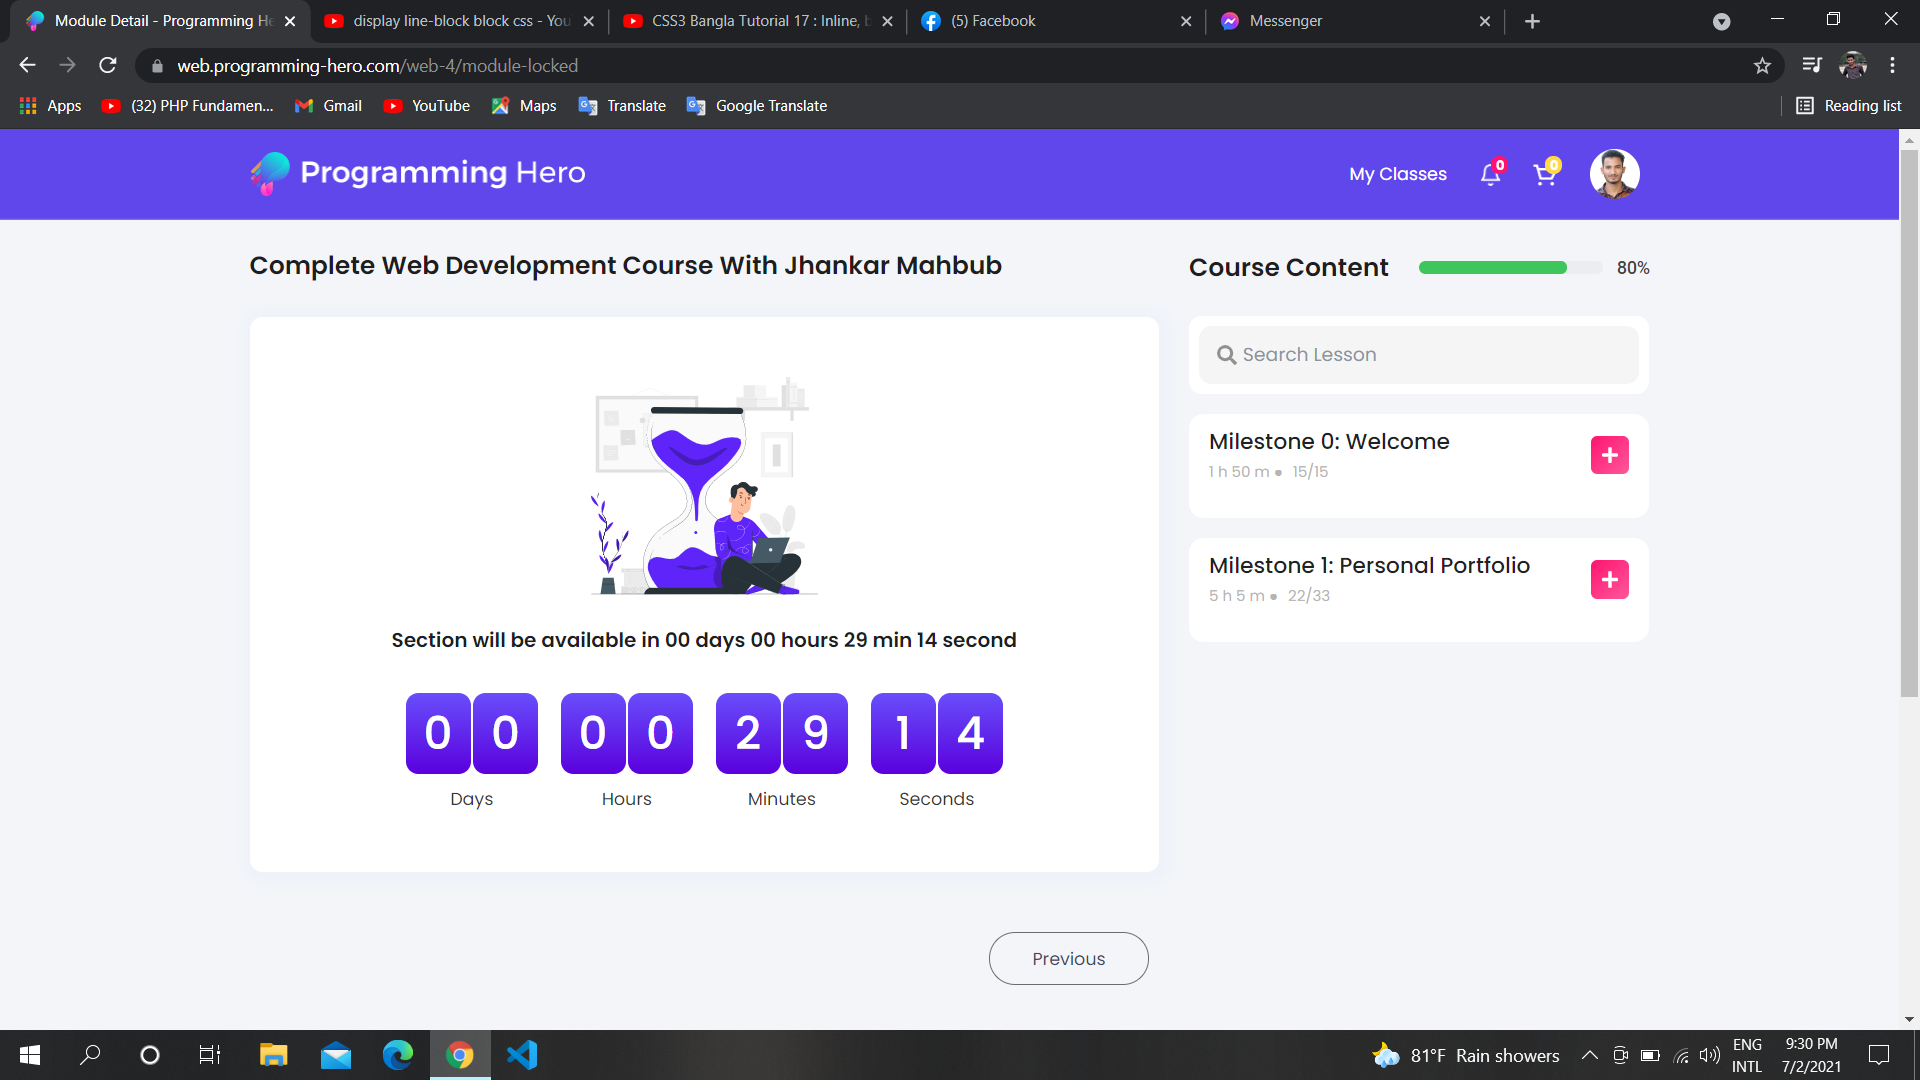 Module Detail - Programming He
display line-block block css - You
CSS3 Bangla Tutorial 17 : Inline, b
(5) Facebook
Messenger
web.programming-hero.com/web-4/module-locked
Apps
(32) PHP Fundamen...
Gmail
YouTube
Maps
Translate
Google Translate
Reading list
Programming Hero
My Classes
0
0
Complete Web Development Course With Jhankar Mahbub
Course Content
80%
Search Lesson
Milestone 0: Welcome
1 h 50 m ● 15/15
Milestone 1: Personal Portfolio
5 h 5 m ● 22/33
Section will be available in 00 days 00 hours 29 min 14 second
0 0 0 0 2 9 1 4
Days Hours Minutes Seconds
Previous
81°F Rain showers
ENG
INTL
9:30 PM
7/2/2021